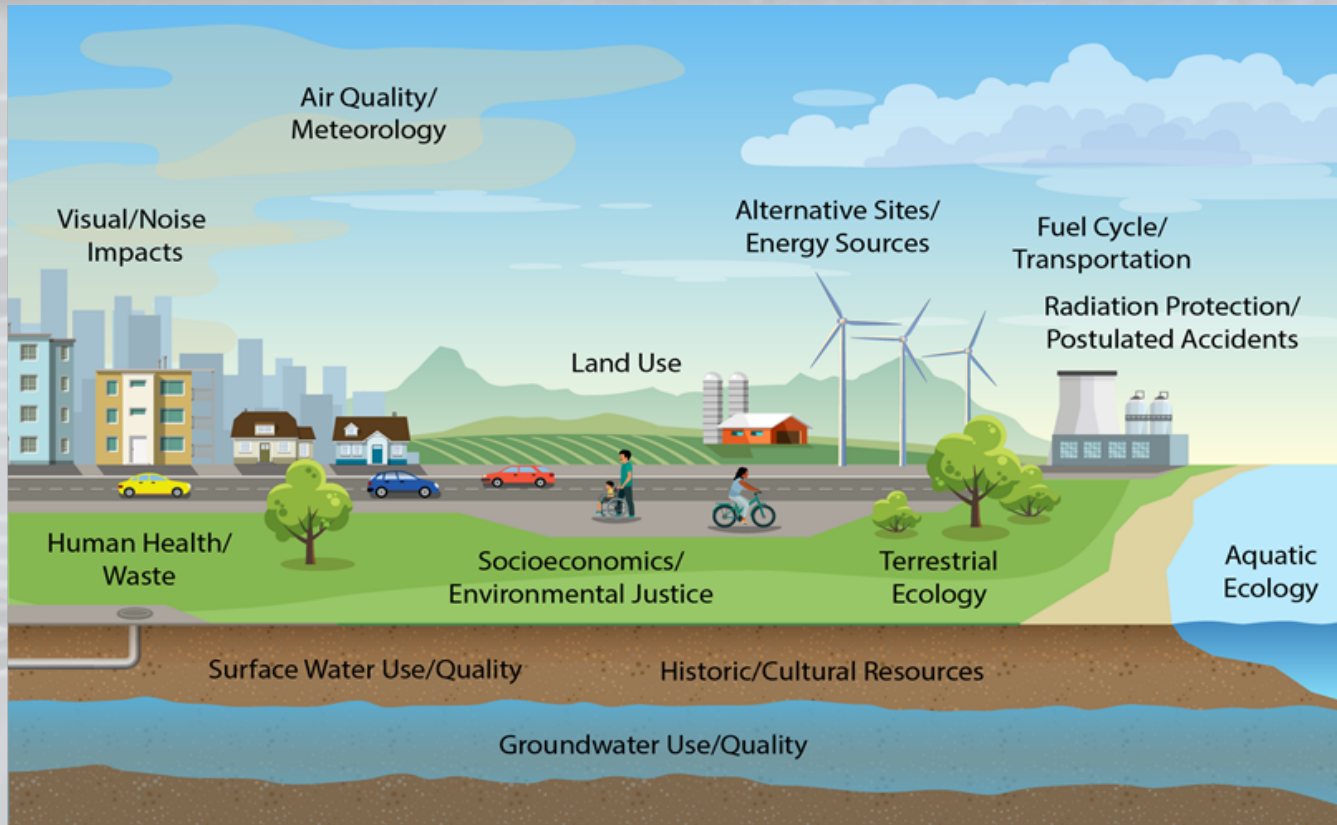 Air Quality/
Meteorology
Visual/Noise
Impacts
Alternative Sites/
Energy Sources
Fuel Cycle/
Transportation
Radiation Protection/
Postulated Accidents
Land Use
Human Health/
Waste
Socioeconomics/
Environmental Justice
Terrestrial
Ecology
Aquatic
Ecology
Surface Water Use/Quality
Historic/Cultural Resources
Groundwater Use/Quality